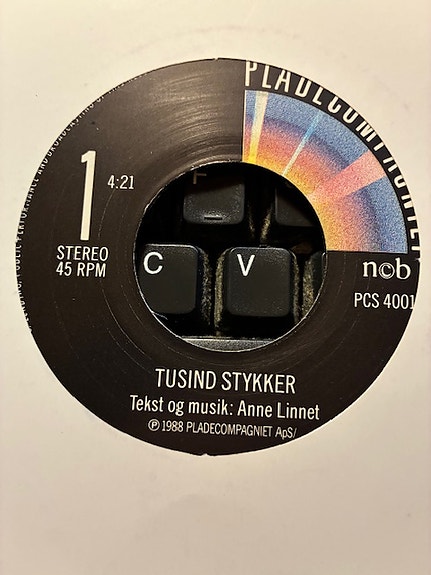 PLADECOMPAGNIET
1
4:21
STEREO
45 RPM
F
C
V
n©b
PCS 4001
TUSIND STYKKER
Tekst og musik: Anne Linnet
Ⓟ 1988 PLADECOMPAGNIET ApS/